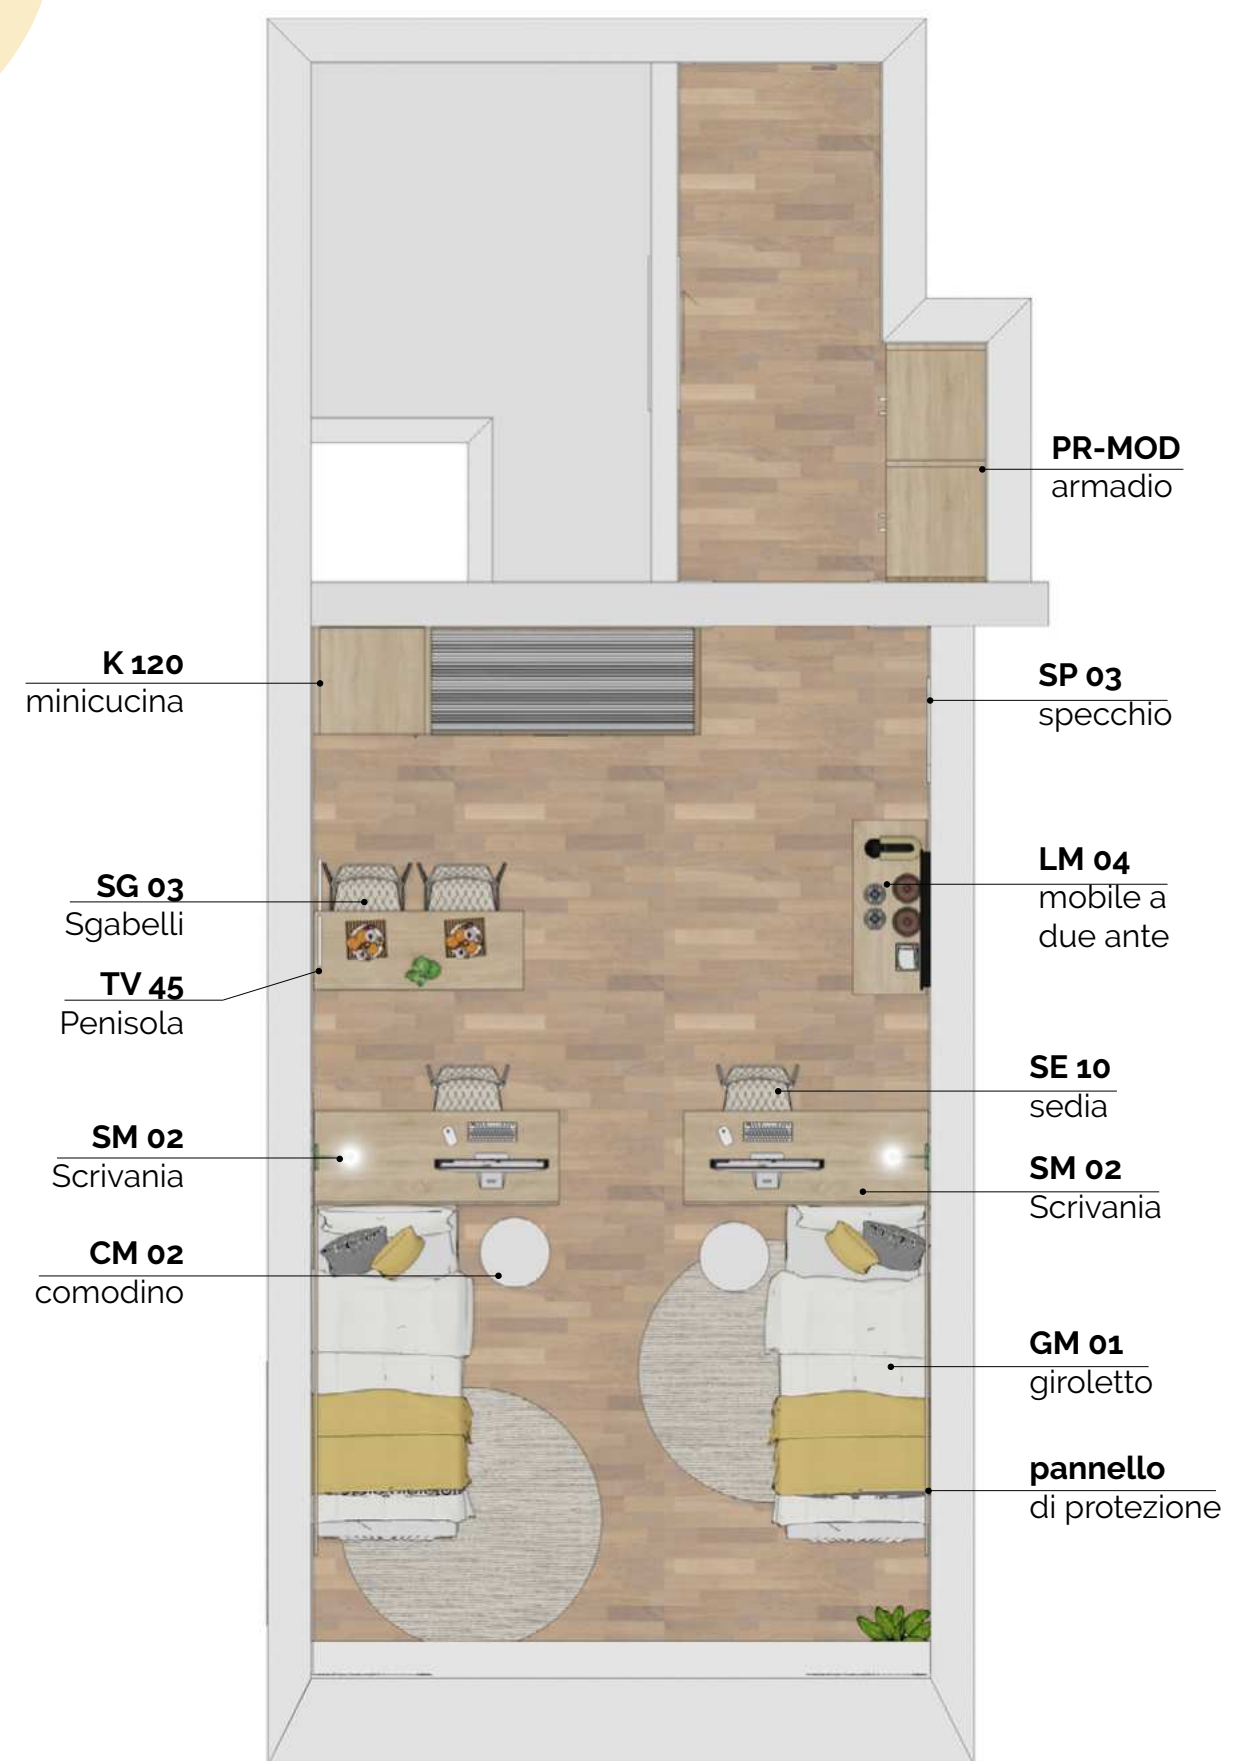 PR-MOD
armadio
K 120
minicucina
SP 03
specchio
SG 03
Sgabelli
LM 04
mobile a
due ante
TV 45
Penisola
SE 10
sedia
SM 02
Scrivania
SM 02
Scrivania
CM 02
comodino
GM 01
giroletto
pannello
di protezione